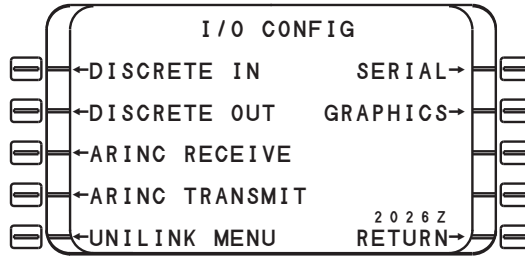 I/O CONFIG
←DISCRETE IN SERIAL→
←DISCRETE OUT GRAPHICS→
←ARINC RECEIVE
←ARINC TRANSMIT
2026Z
←UNILINK MENU RETURN→